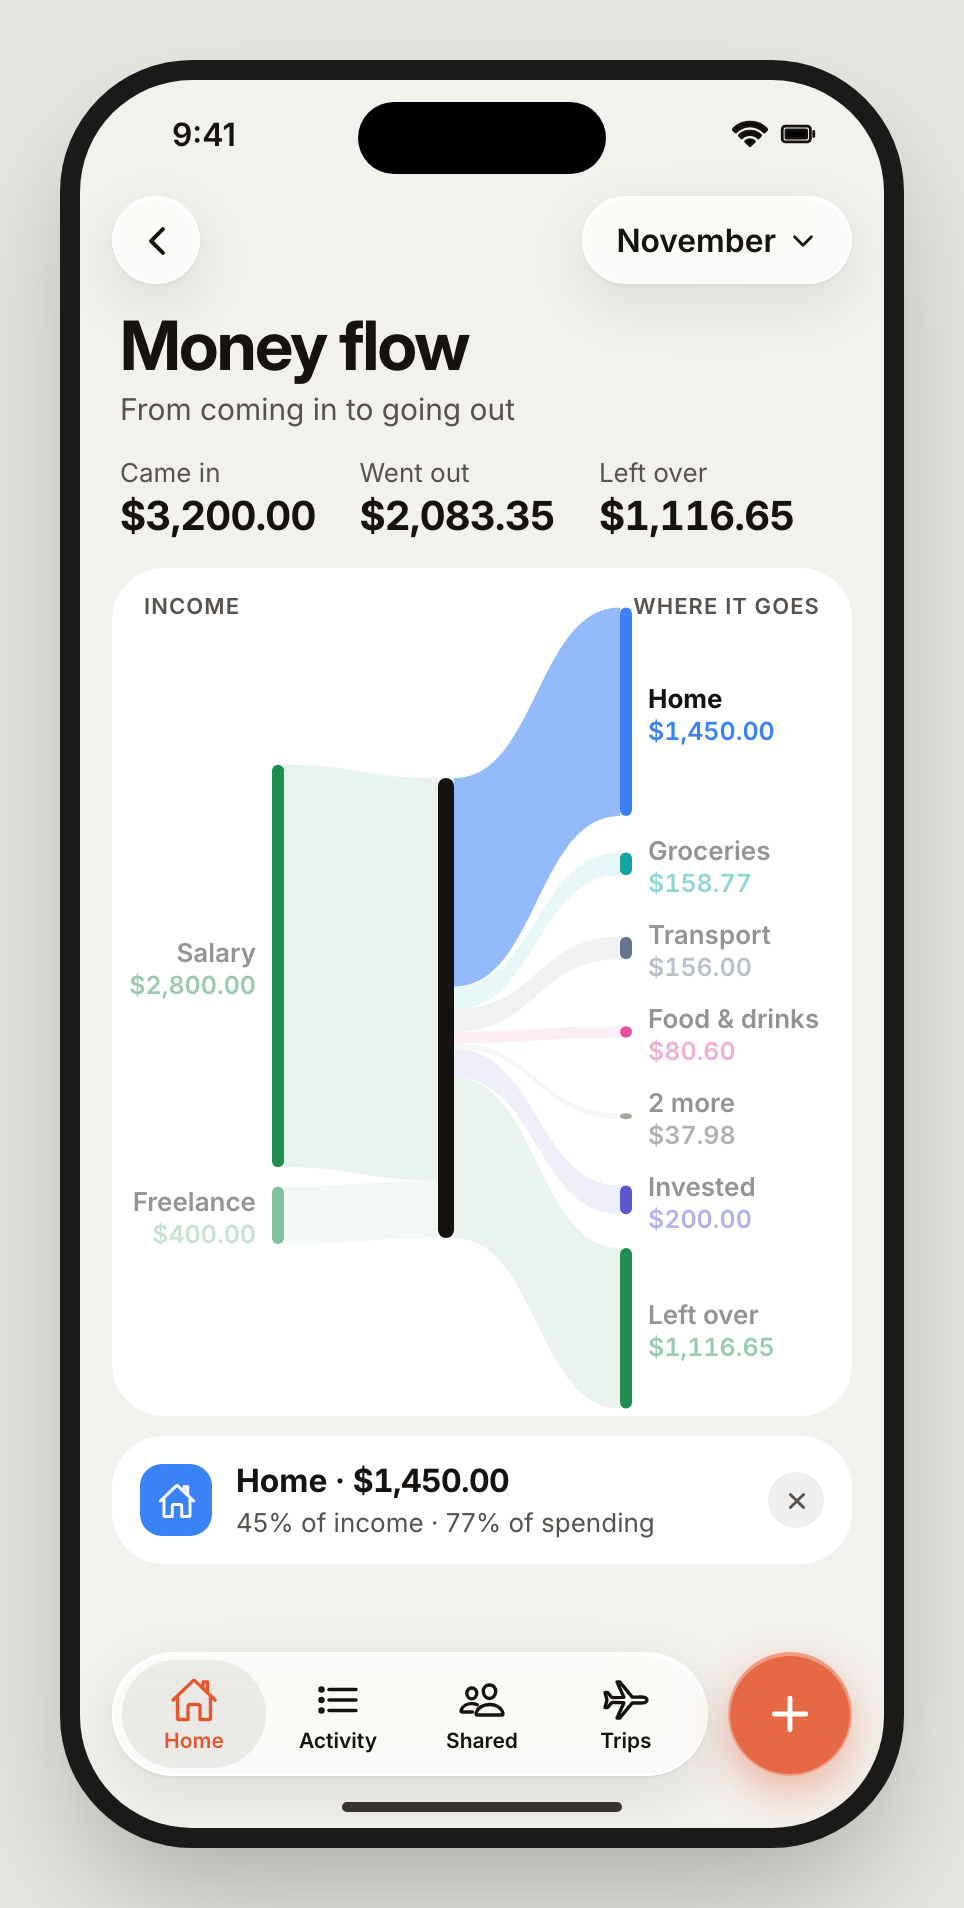 9:41
November
Money flow
From coming in to going out
Came in
$3,200.00
Went out
$2,083.35
Left over
$1,116.65
INCOME
WHERE IT GOES
Salary
$2,800.00
Freelance
$400.00
Home
$1,450.00
Groceries
$158.77
Transport
$156.00
Food & drinks
$80.60
2 more
$37.98
Invested
$200.00
Left over
$1,116.65
Home · $1,450.00
45% of income · 77% of spending
Home
Activity
Shared
Trips